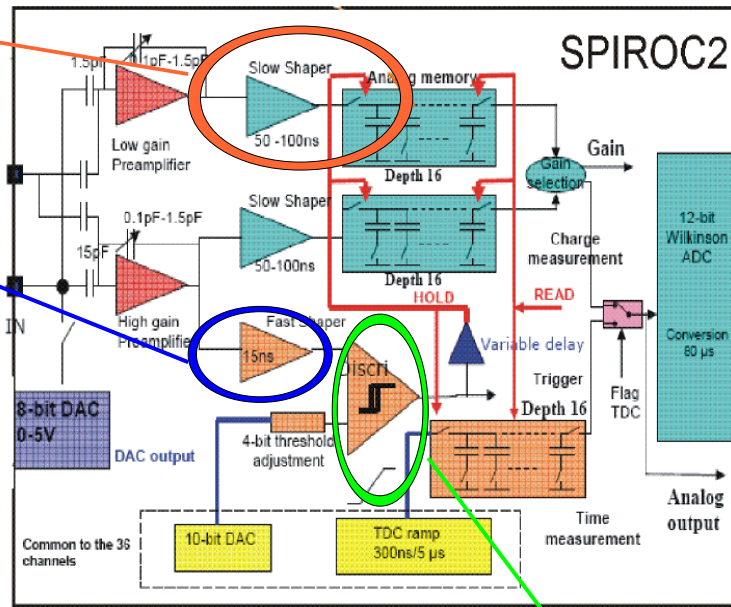 SPIROC2
0.1pF-1.5pF
1.5pF
Slow Shaper
Analog memory
50 -100ns
Low gain
Preamplifier
Depth 16
Gain
Gain
selection
Slow Shaper
0.1pF-1.5pF
15pF
50-100ns
Depth 16
Charge
measurement
12-bit
Wilkinson
ADC
HOLD
READ
IN
High gain
Preamplifier
Fast Shaper
15ns
Discri
Variable delay
Conversion
80 µs
Trigger
Depth 16
Flag
TDC
8-bit DAC
0-5V
DAC output
4-bit threshold
adjustment
Analog
output
Time
measurement
Common to the 36
channels
10-bit DAC
TDC ramp
300ns/5 µs